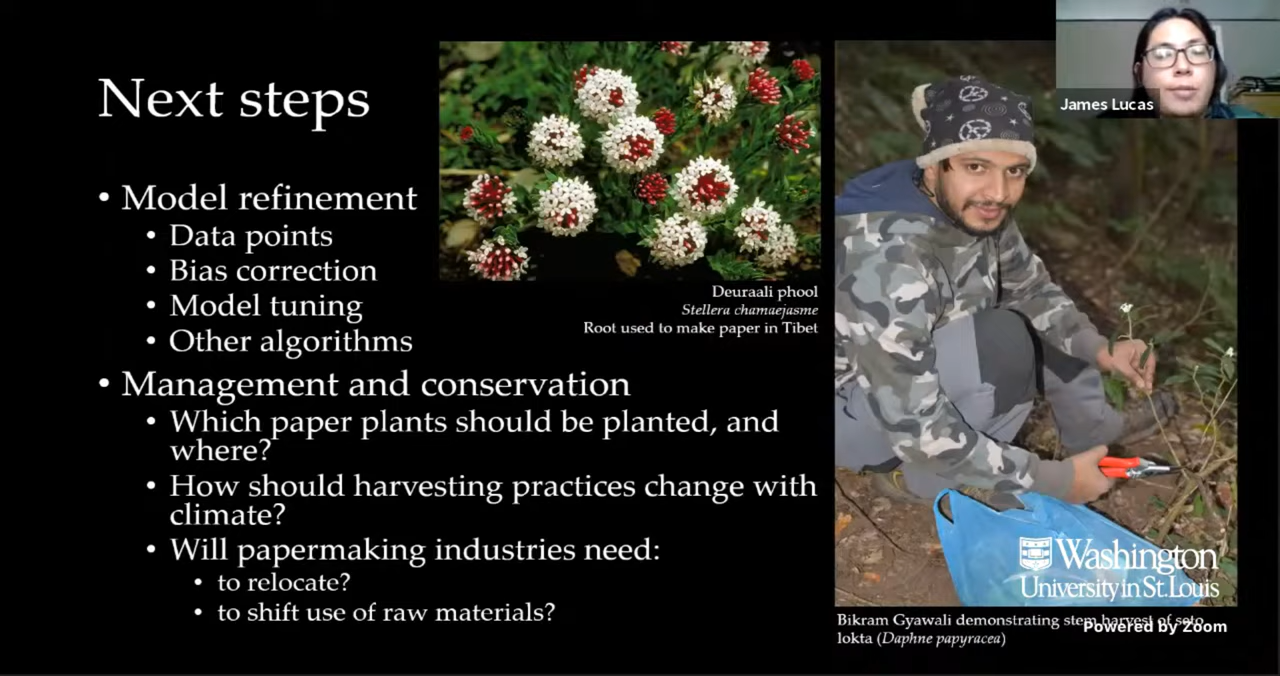 Next steps
• Model refinement
• Data points
• Bias correction
• Model tuning
• Other algorithms
• Management and conservation
• Which paper plants should be planted, and
where?
• How should harvesting practices change with
climate?
• Will papermaking industries need:
• to relocate?
• to shift use of raw materials?
Deuraali phool
Stellera chamaejasme
Root used to make paper in Tibet
James Lucas
Washington
University in St. Louis
Bikram Gyawali demonstrating stem harvest of seto
lokta (Daphne papyracea)
Powered by Zoom